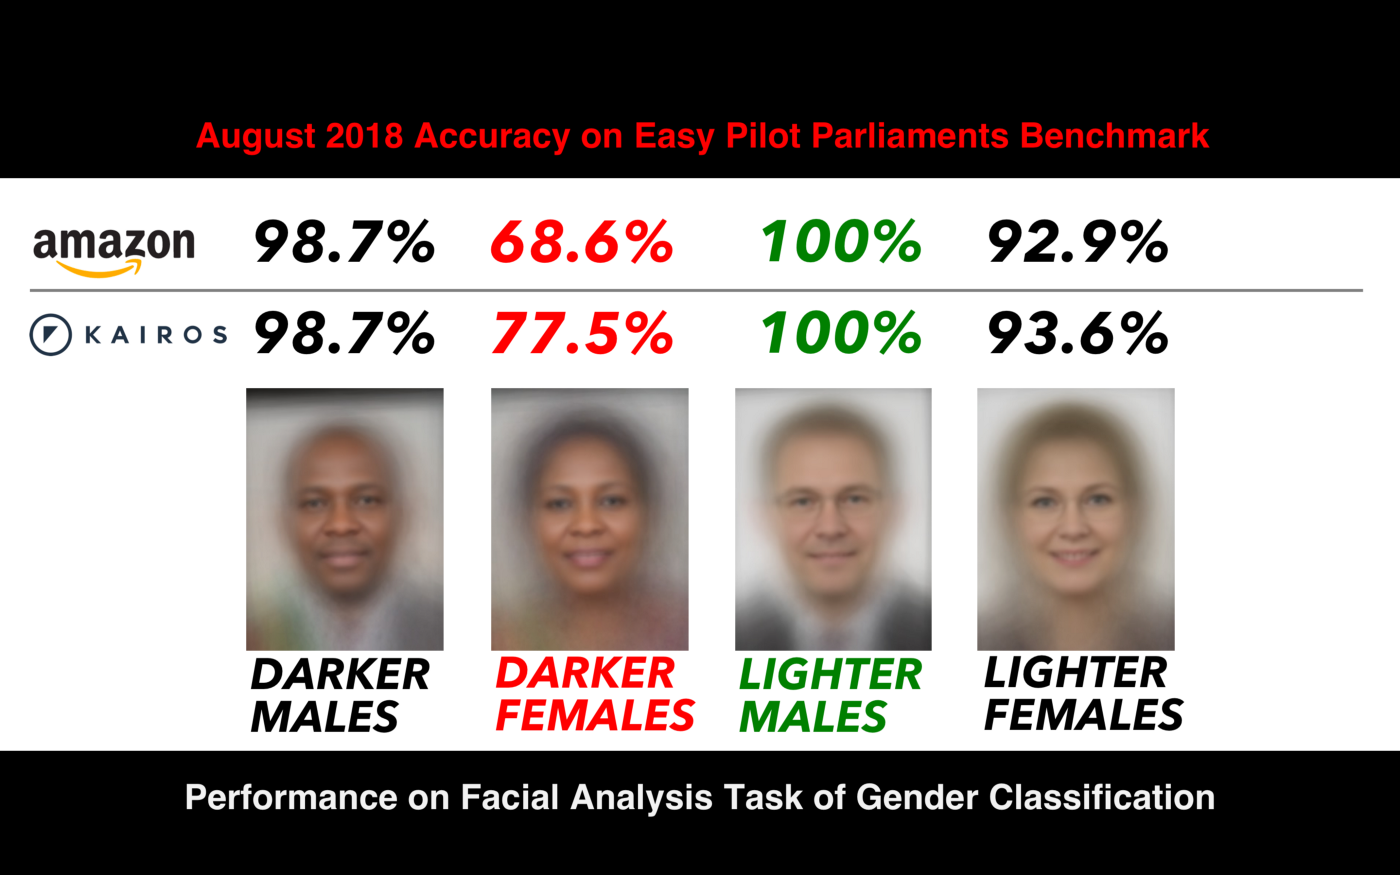 August 2018 Accuracy on Easy Pilot Parliaments Benchmark
amazon 98.7% 68.6% 100% 92.9%
KAIROS 98.7% 77.5% 100% 93.6%
DARKER MALES
DARKER FEMALES
LIGHTER MALES
LIGHTER FEMALES
Performance on Facial Analysis Task of Gender Classification